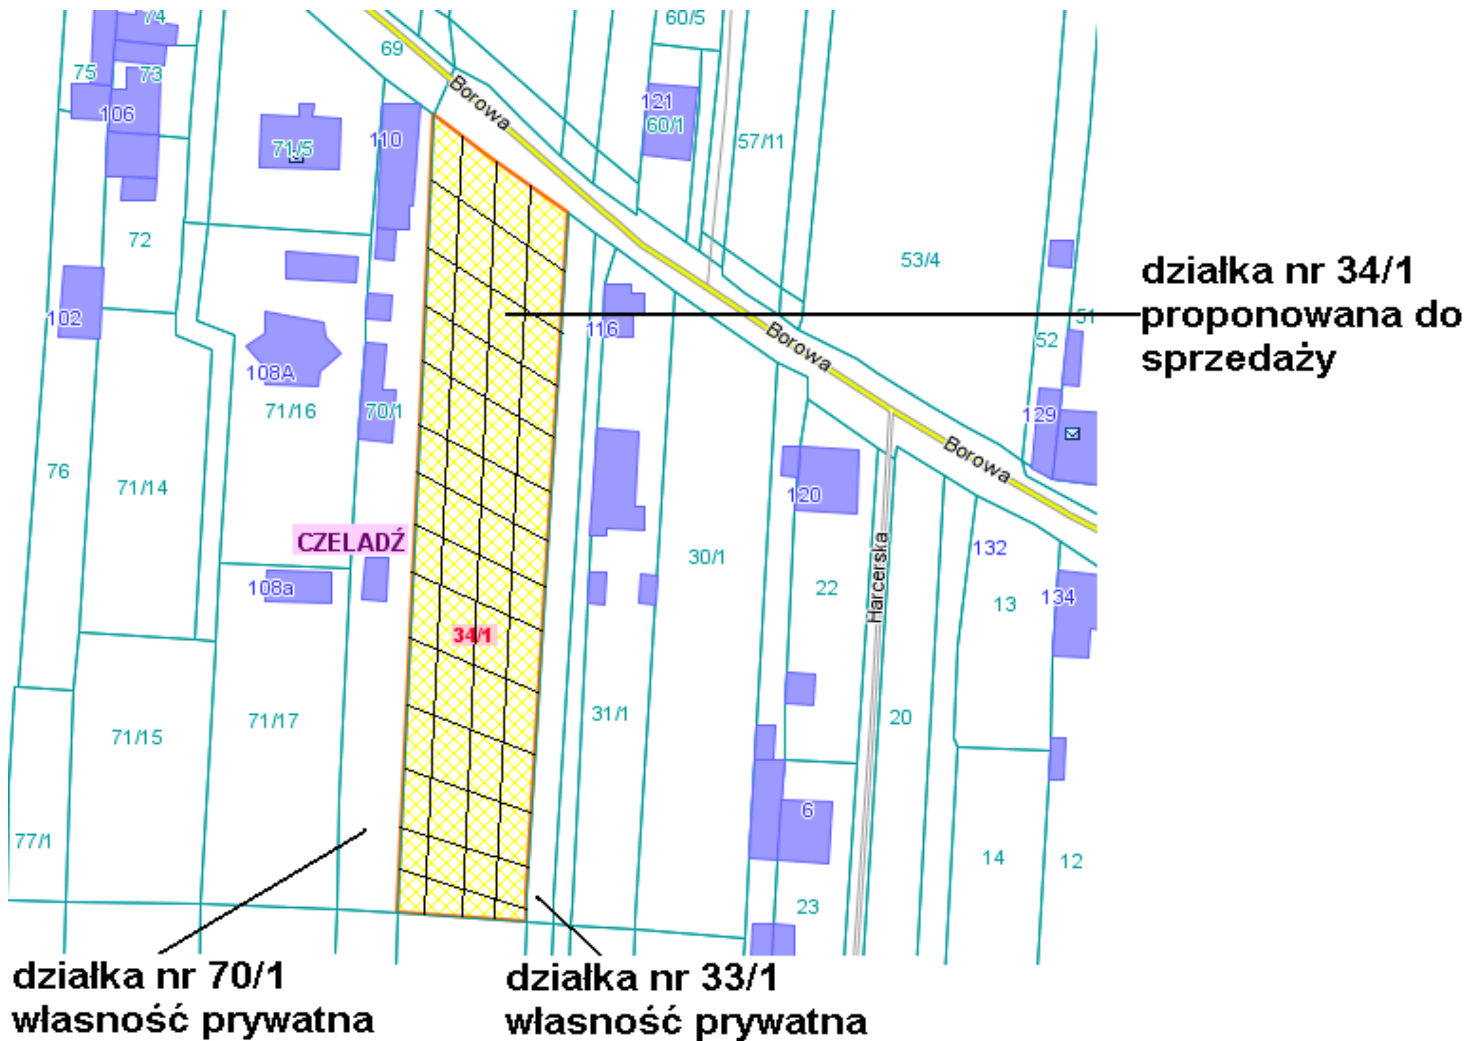 74
60/5
69
75
73
Borowa
106
121
60/1
110
71/5
57/11
72
53/4
działka nr 34/1
proponowana do
sprzedaży
102
116
51
52
Borowa
108A
71/16
70/1
129
Borowa
76
71/14
120
CZELADŹ
30/1
132
Harcerska
108a
22
13
134
34/1
71/17
31/1
20
71/15
77/1
6
14
12
23
działka nr 70/1
własność prywatna
działka nr 33/1
własność prywatna